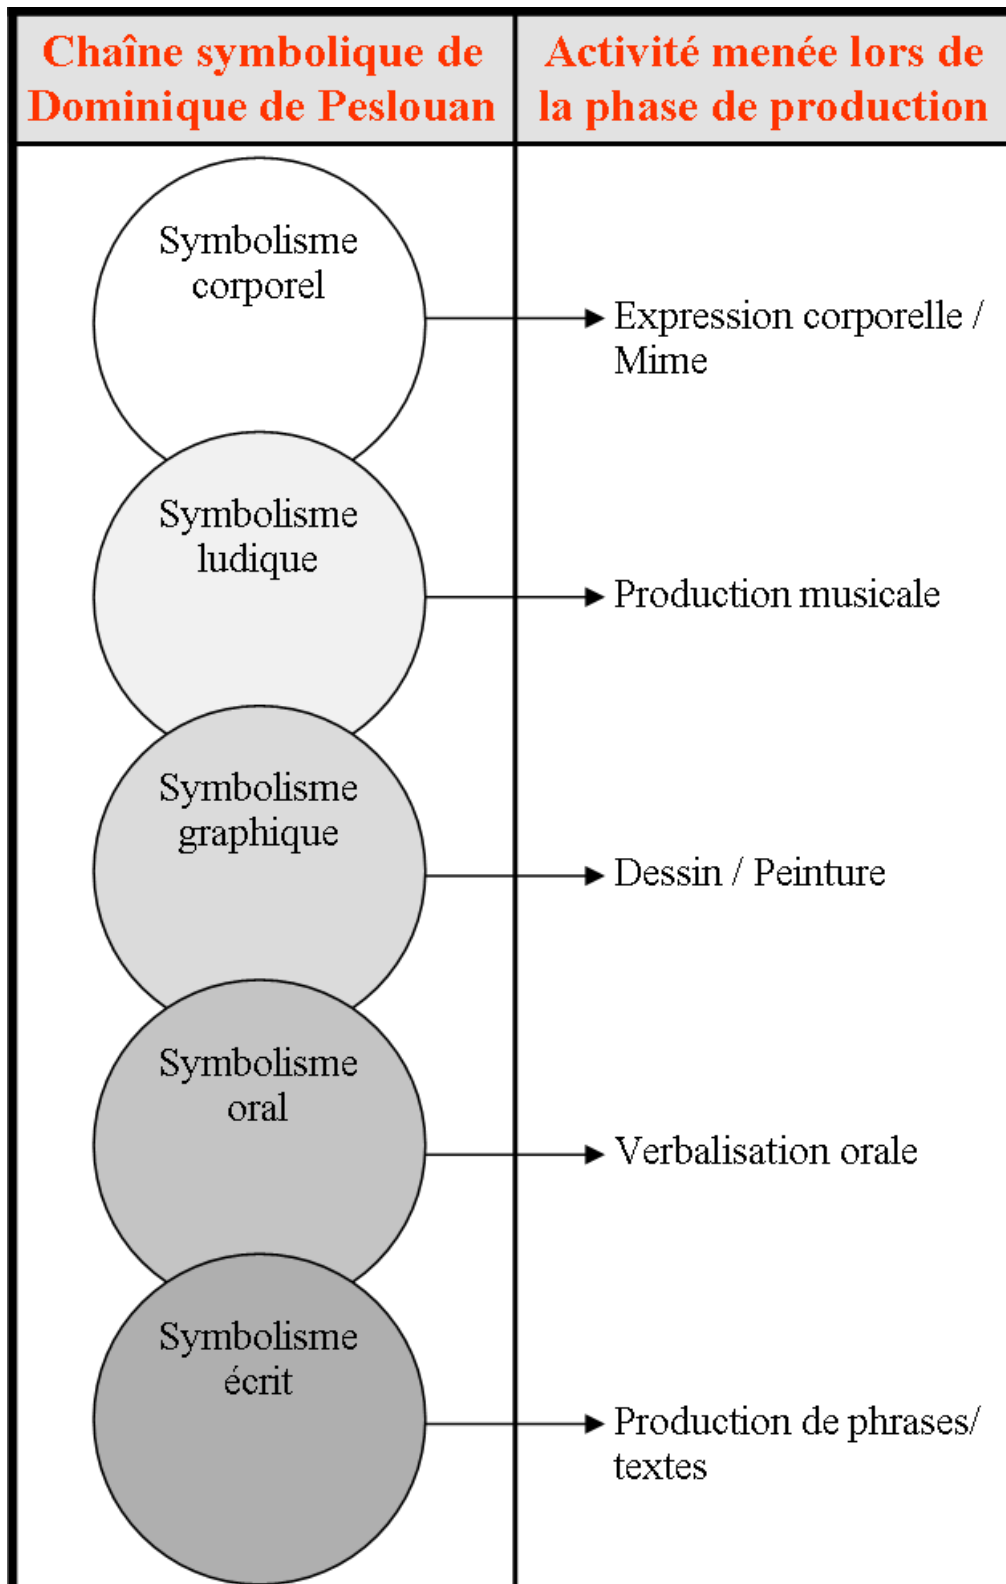 Chaîne symbolique de
Dominique de Peslouan
Activité menée lors de
la phase de production
Symbolisme
corporel
Expression corporelle /
Mime
Symbolisme
ludique
Production musicale
Symbolisme
graphique
Dessin / Peinture
Symbolisme
oral
Verbalisation orale
Symbolisme
écrit
Production de phrases/
textes